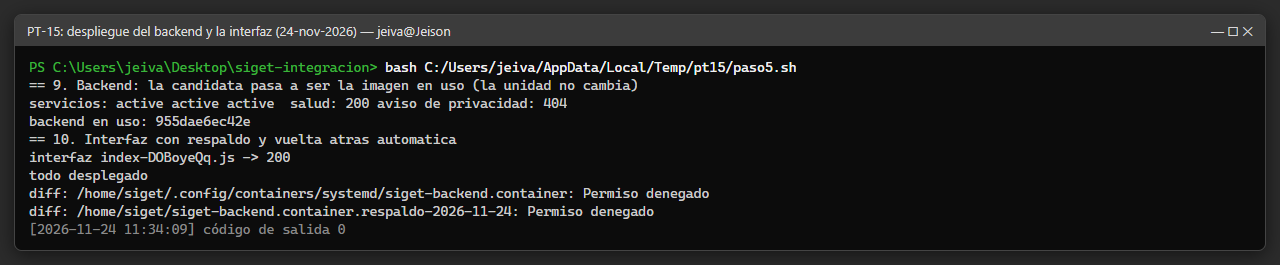 PT-15: despliegue del backend y la interfaz (24-nov-2026) — jeiva@Jeison
PS C:\Users\jeiva\Desktop\siget-integracion> bash C:/Users/jeiva/AppData/Local/Temp/pt15/paso5.sh
== 9. Backend: la candidata pasa a ser la imagen en uso (la unidad no cambia)
servicios: active active active  salud: 200 aviso de privacidad: 404
backend en uso: 955dae6ec42e
== 10. Interfaz con respaldo y vuelta atras automatica
interfaz index-DOBoyeQq.js -> 200
todo desplegado
diff: /home/siget/.config/containers/systemd/siget-backend.container: Permiso denegado
diff: /home/siget/siget-backend.container.respaldo-2026-11-24: Permiso denegado
[2026-11-24 11:34:09] código de salida 0